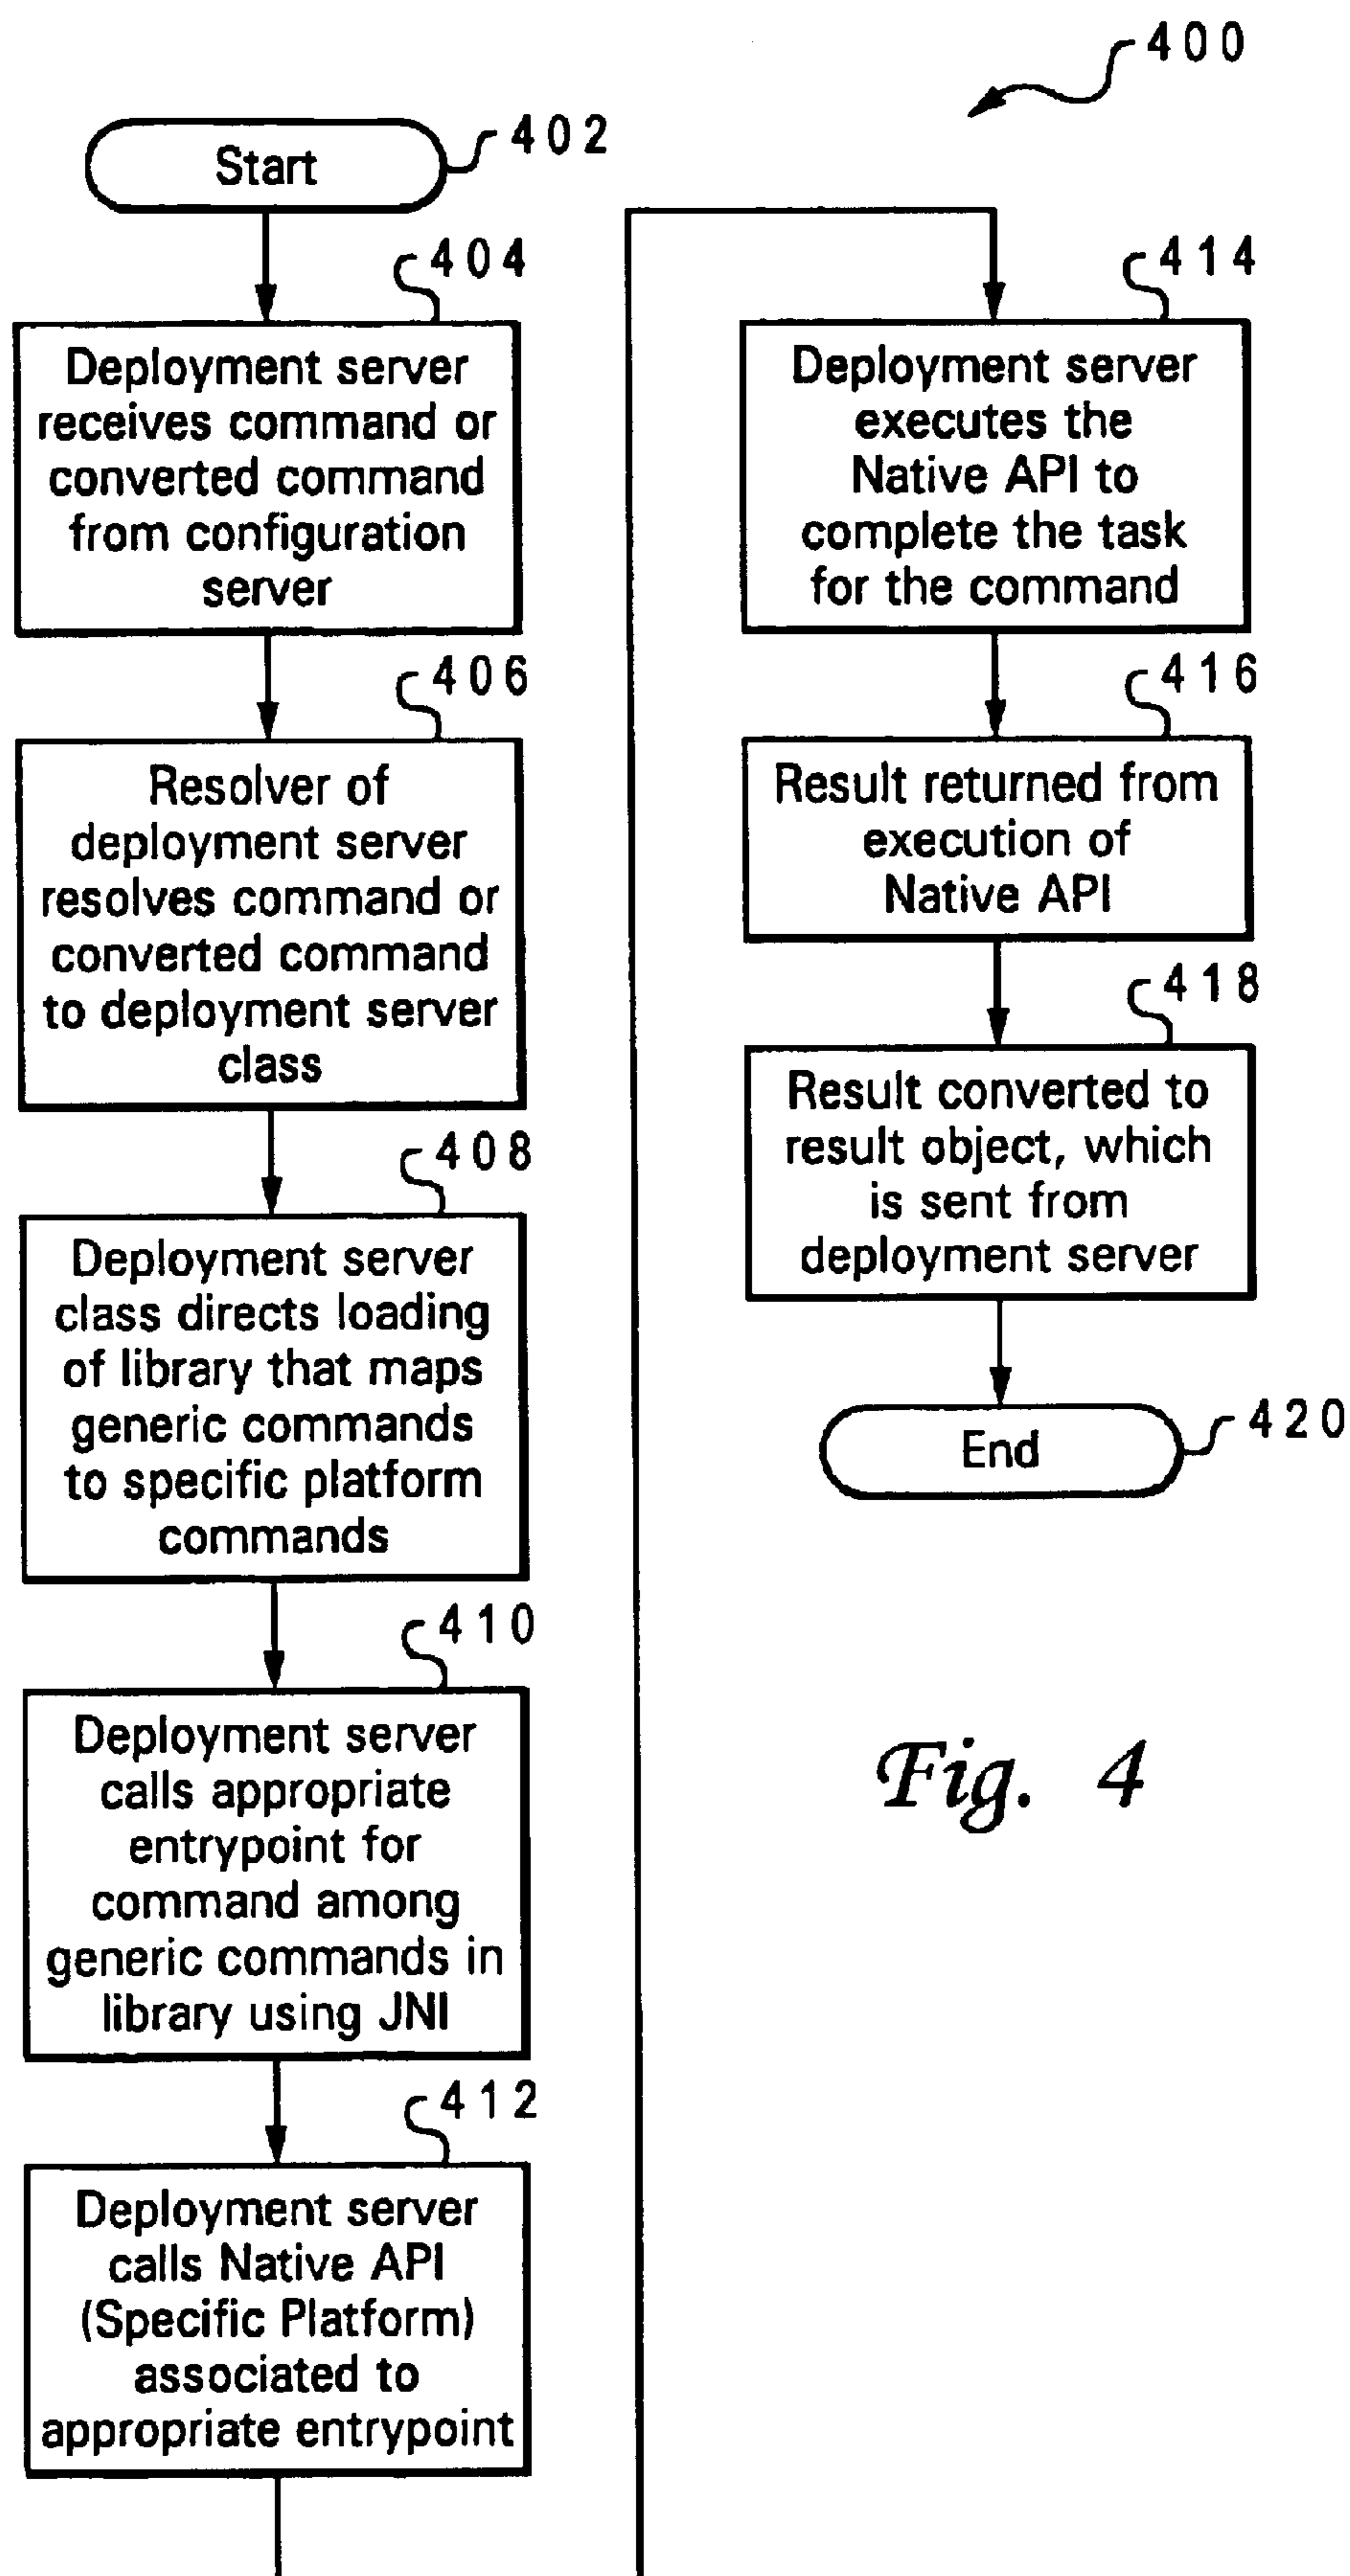 400
402
Start
404
Deployment server
receives command or
converted command
from configuration
server
406
Resolver of
deployment server
resolves command or
converted command
to deployment server
class
408
Deployment server
class directs loading
of library that maps
generic commands
to specific platform
commands
410
Deployment server
calls appropriate
entrypoint for
command among
generic commands in
library using JNI
412
Deployment server
calls Native API
(Specific Platform)
associated to
appropriate entrypoint
414
Deployment server
executes the
Native API to
complete the task
for the command
416
Result returned from
execution of
Native API
418
Result converted to
result object, which
is sent from
deployment server
420
End
Fig. 4